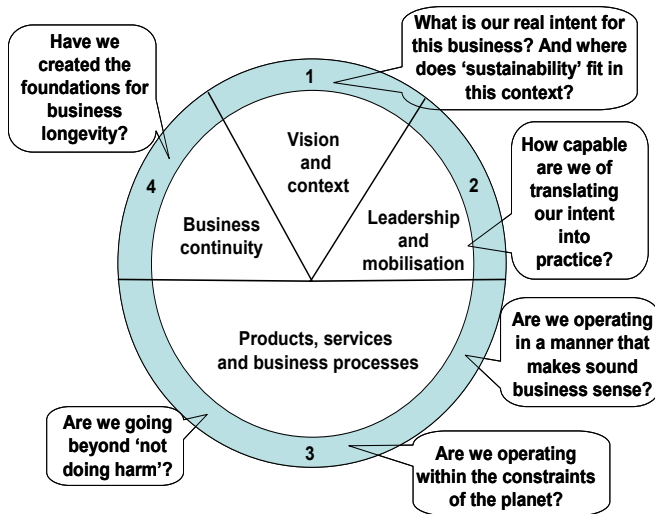 Have we
created the
foundations for
business
longevity?
What is our real intent for
this business? And where
does ‘sustainability’ fit in
this context?
1
Vision
and
context
How capable
are we of
translating
our intent
into
practice?
2
Leadership
and
mobilisation
4
Business
continuity
Products, services
and business processes
Are we operating
in a manner that
makes sound
business sense?
Are we going
beyond ‘not
doing harm’?
3
Are we operating
within the constraints
of the planet?